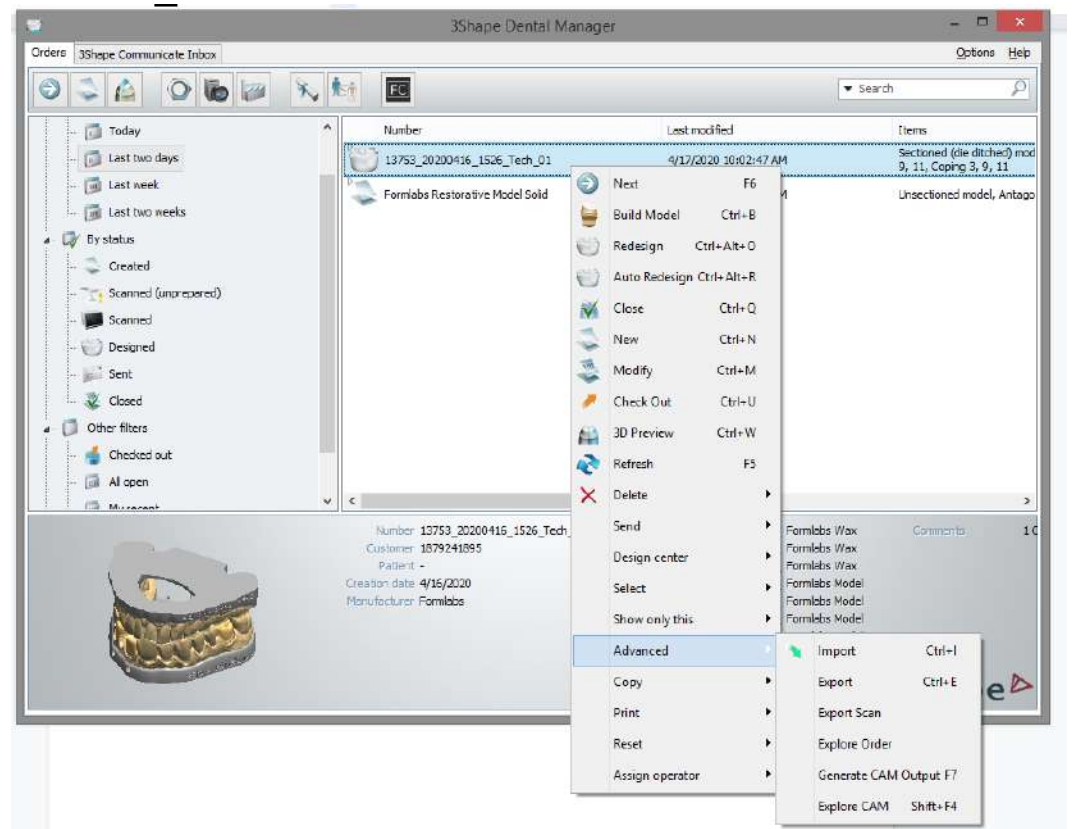 3Shape Dental Manager
Orders 3Shape Communicate Inbox Options Help
FC Search
Today
Last two days
Last week
Last two weeks
By status
Created
Scanned (unprepared)
Scanned
Designed
Sent
Closed
Other filters
Checked out
All open
My recent
Number Last modified Items
13753_20200416_1526_Tech_01 4/17/2020 10:02:47 AM Sectioned (die ditched) mod
9, 11, Coping 3, 9, 11
Formlabs Restorative Model Solid M Unsectioned model, Antago
Next F6
Build Model Ctrl+B
Redesign Ctrl+Alt+O
Auto Redesign Ctrl+Alt+R
Close Ctrl+Q
New Ctrl+N
Modify Ctrl+M
Check Out Ctrl+U
3D Preview Ctrl+W
Refresh F5
Delete
Send
Design center
Select
Show only this
Advanced
Copy
Print
Reset
Assign operator
Import Ctrl+I
Export Ctrl+E
Export Scan
Explore Order
Generate CAM Output F7
Explore CAM Shift+F4
Number 13753_20200416_1526_Tech_
Customer 1879241895
Patient -
Creation date 4/16/2020
Manufacturer Formlabs
Formlabs Wax
Formlabs Wax
Formlabs Wax
Formlabs Model
Formlabs Model
Formlabs Model
Comments 1
e